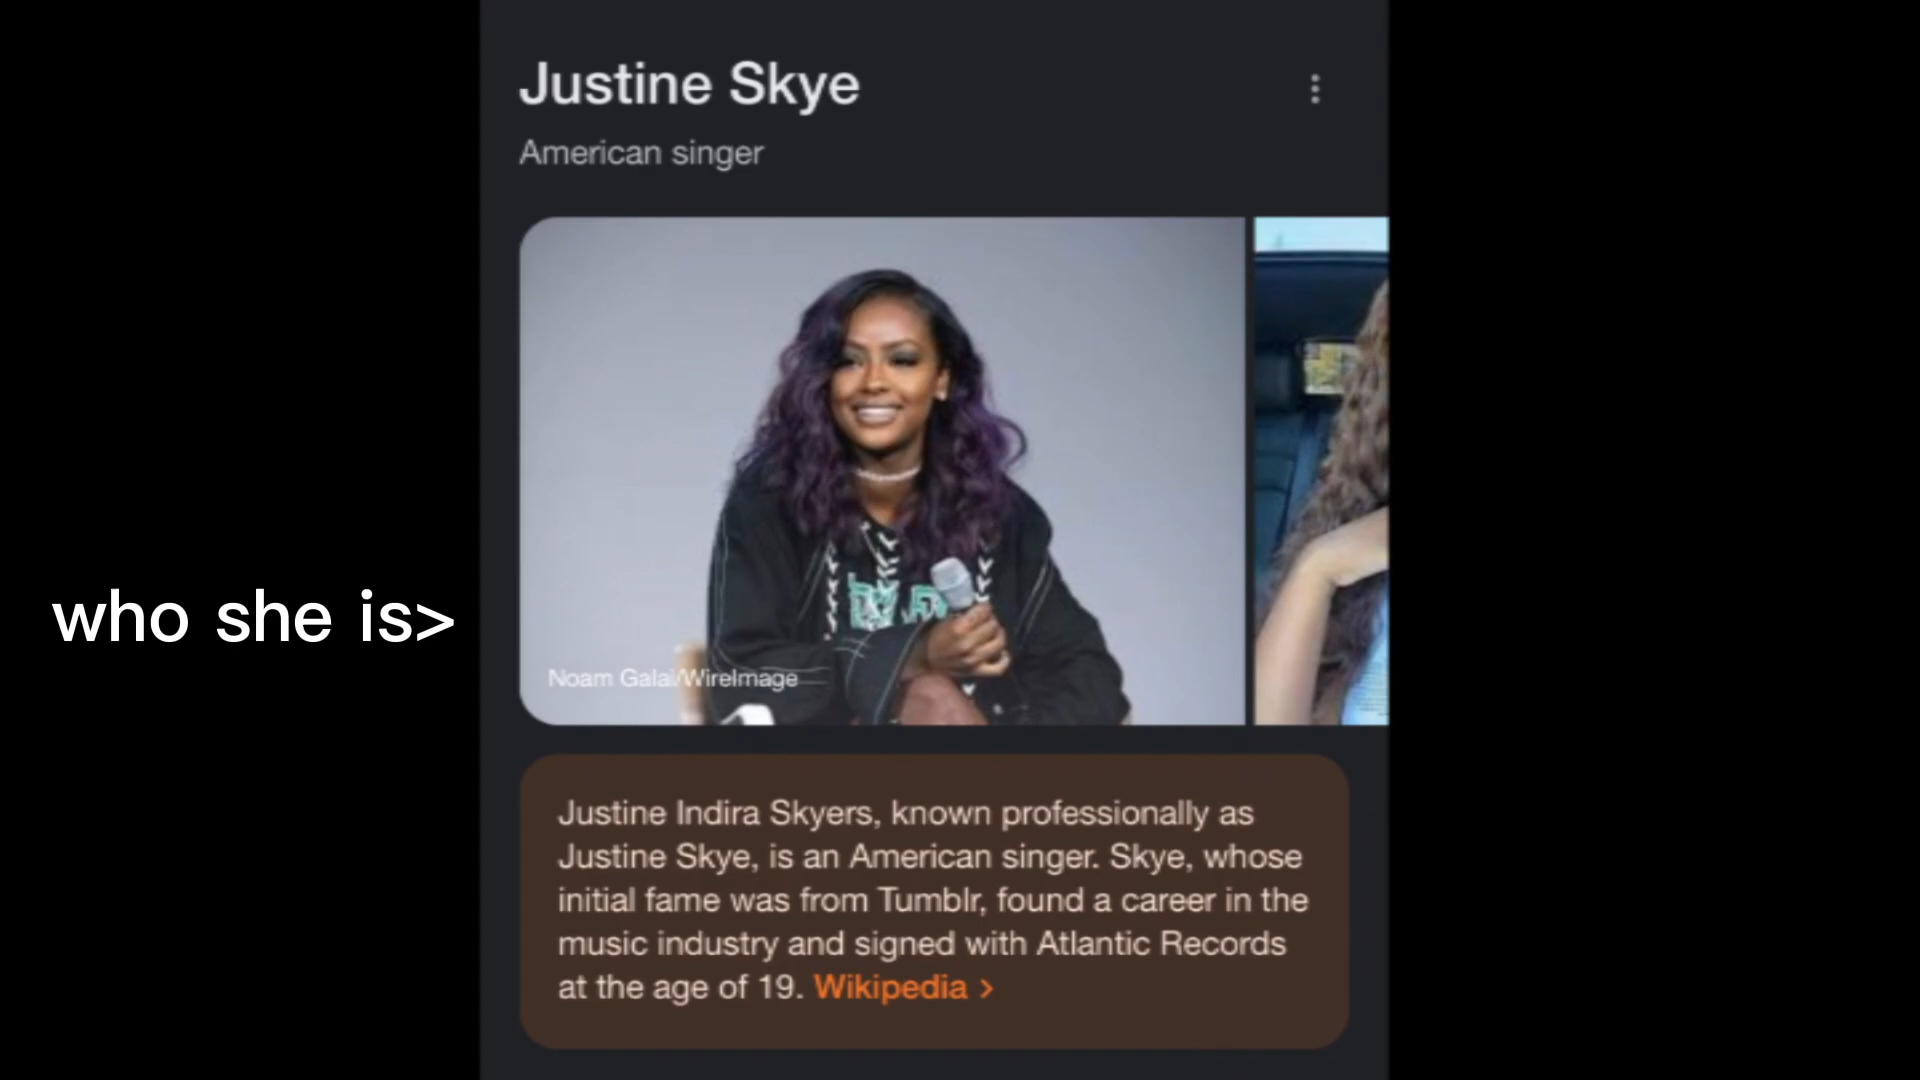 Justine Skye
American singer
who she is>
Noam Galai/WireImage
Justine Indira Skyers, known professionally as
Justine Skye, is an American singer. Skye, whose
initial fame was from Tumblr, found a career in the
music industry and signed with Atlantic Records
at the age of 19. Wikipedia >